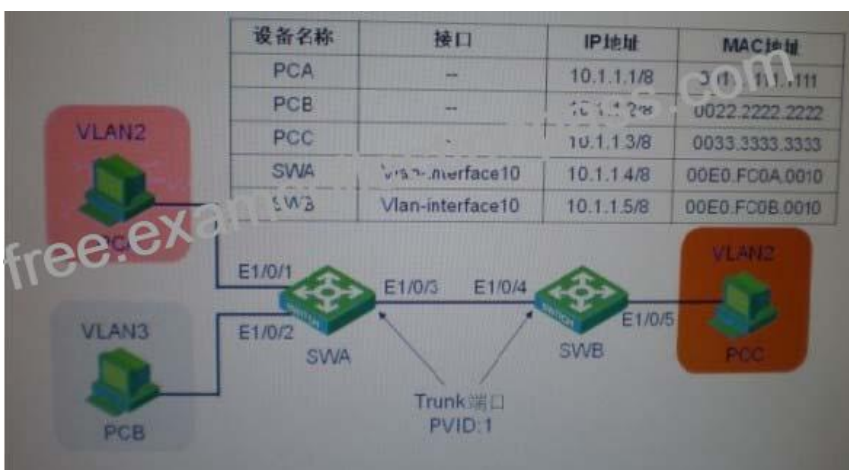 设备名称 接口 IP地址 MAC地址
PCA -- 10.1.1.1/8
PCB -- 0022.2222.2222
PCC - 10.1.1.3/8 0033.3333.3333
SWA 10.1.1.4/8 00E0.FC0A.0010
Vlan-interface10 10.1.1.5/8 00E0.FC0B.0010
VLAN2
VLAN2
E1/0/1
E1/0/3 E1/0/4
E1/0/5
VLAN3
E1/0/2
SWITCH
SWITCH
SWA
SWB
PCC
Trunk端口
PVID:1
PCB